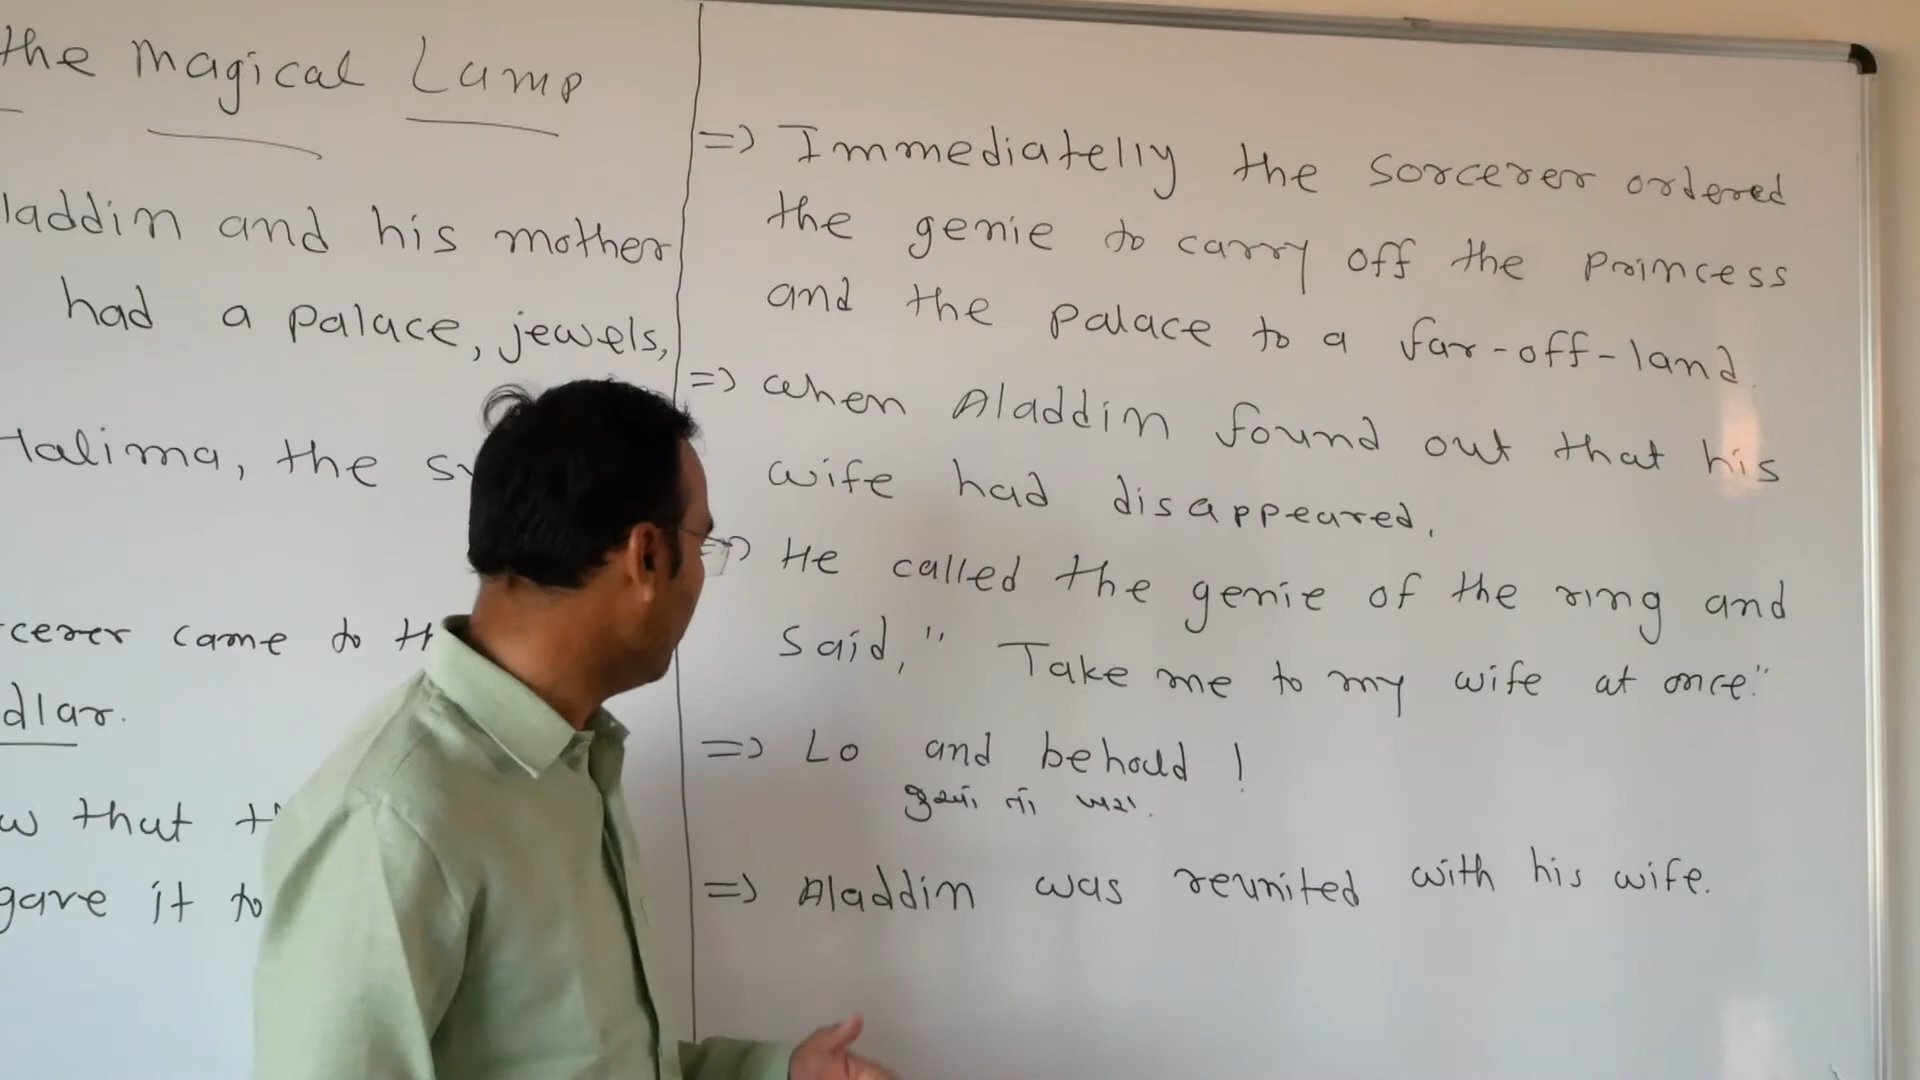 the magical Lamp
laddin and his mother
had a palace, jewels,
Halima, the
cerer came to th
dlar.
w that t
gave it to
=> Immediatelly the sorcerer ordered
the genie to carry off the princess
and the palace to a far-off-land.
=> When Aladdin found out that his
wife had disappeared.
=> He called the genie of the ring and
said, " Take me to my wife at once."
=> Lo and behould !
જુઓ તો ખરા.
=> Aladdin was reunited with his wife.